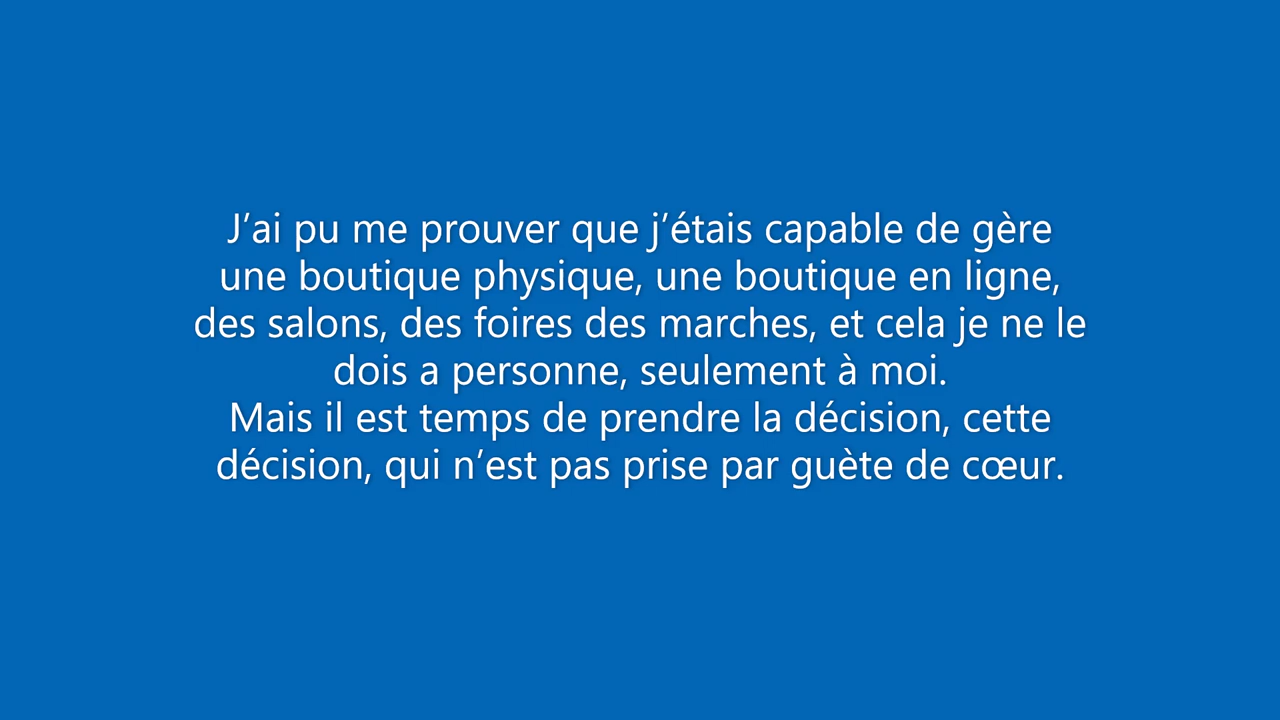 J’ai pu me prouver que j’étais capable de gère
une boutique physique, une boutique en ligne,
des salons, des foires des marches, et cela je ne le
dois a personne, seulement à moi.
Mais il est temps de prendre la décision, cette
décision, qui n’est pas prise par guète de cœur.